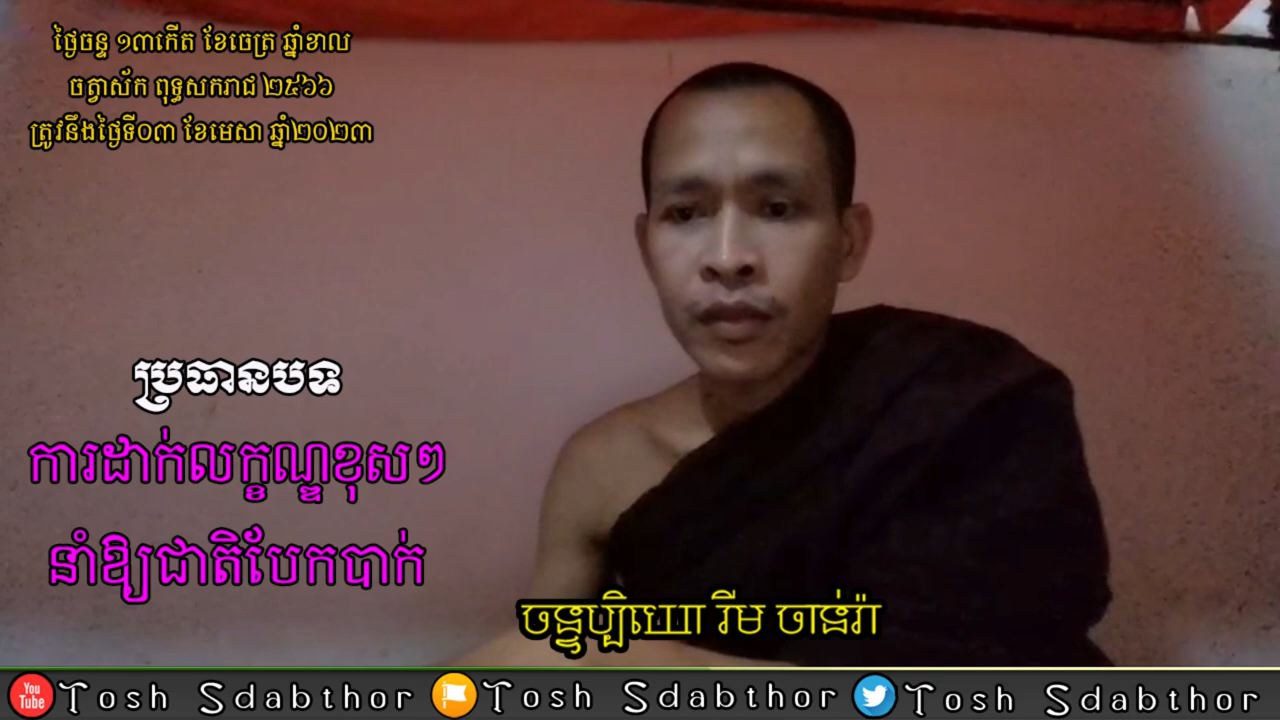 ថ្ងៃចន្ទ ១៣កើត ខែចេត្រ ឆ្នាំខាល
ចត្វាស័ក ពុទ្ធសករាជ ២៥៦៦
ត្រូវនឹងថ្ងៃទី០៣ ខែមេសា ឆ្នាំ២០២៣
ប្រធានបទ
ការដាក់លក្ខណ្ឌខុសៗ
នាំឱ្យជាតិបែកបាក់
ចន្ទប្បិយោ រីម ចាន់រ៉ា
You Tube Tosh Sdabthor Tosh Sdabthor Tosh Sdabthor